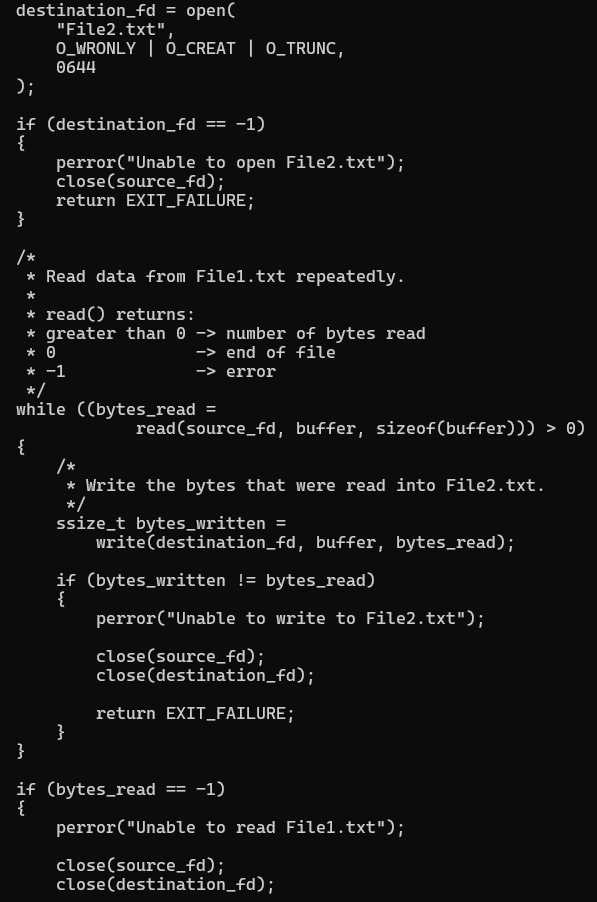 destination_fd = open(
    "File2.txt",
    O_WRONLY | O_CREAT | O_TRUNC,
    0644
);

if (destination_fd == -1)
{
    perror("Unable to open File2.txt");
    close(source_fd);
    return EXIT_FAILURE;
}

/*
 * Read data from File1.txt repeatedly.
 *
 * read() returns:
 * greater than 0 -> number of bytes read
 * 0              -> end of file
 * -1             -> error
 */
while ((bytes_read =
            read(source_fd, buffer, sizeof(buffer))) > 0)
{
    /*
     * Write the bytes that were read into File2.txt.
     */
    ssize_t bytes_written =
        write(destination_fd, buffer, bytes_read);

    if (bytes_written != bytes_read)
    {
        perror("Unable to write to File2.txt");

        close(source_fd);
        close(destination_fd);

        return EXIT_FAILURE;
    }
}

if (bytes_read == -1)
{
    perror("Unable to read File1.txt");

    close(source_fd);
    close(destination_fd);